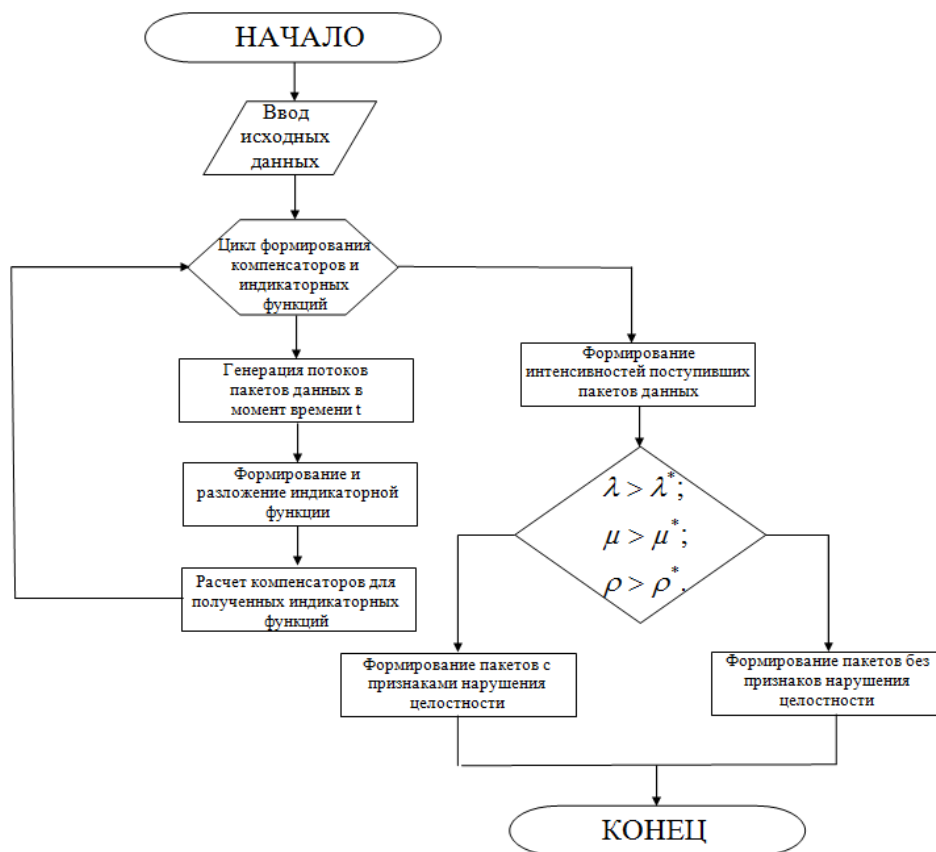 НАЧАЛО
Ввод
исходных
данных
Цикл формирования
компенсаторов и
индикаторных
функций
Генерация потоков
пакетов данных в
момент времени t
Формирование и
разложение индикаторной
функции
Расчет компенсаторов для
полученных индикаторных
функций
Формирование
интенсивностей поступивших
пакетов данных
λ > λ*;
μ > μ*;
ρ > ρ*.
Формирование пакетов с
признаками нарушения
целостности
Формирование пакетов без
признаков нарушения
целостности
КОНЕЦ